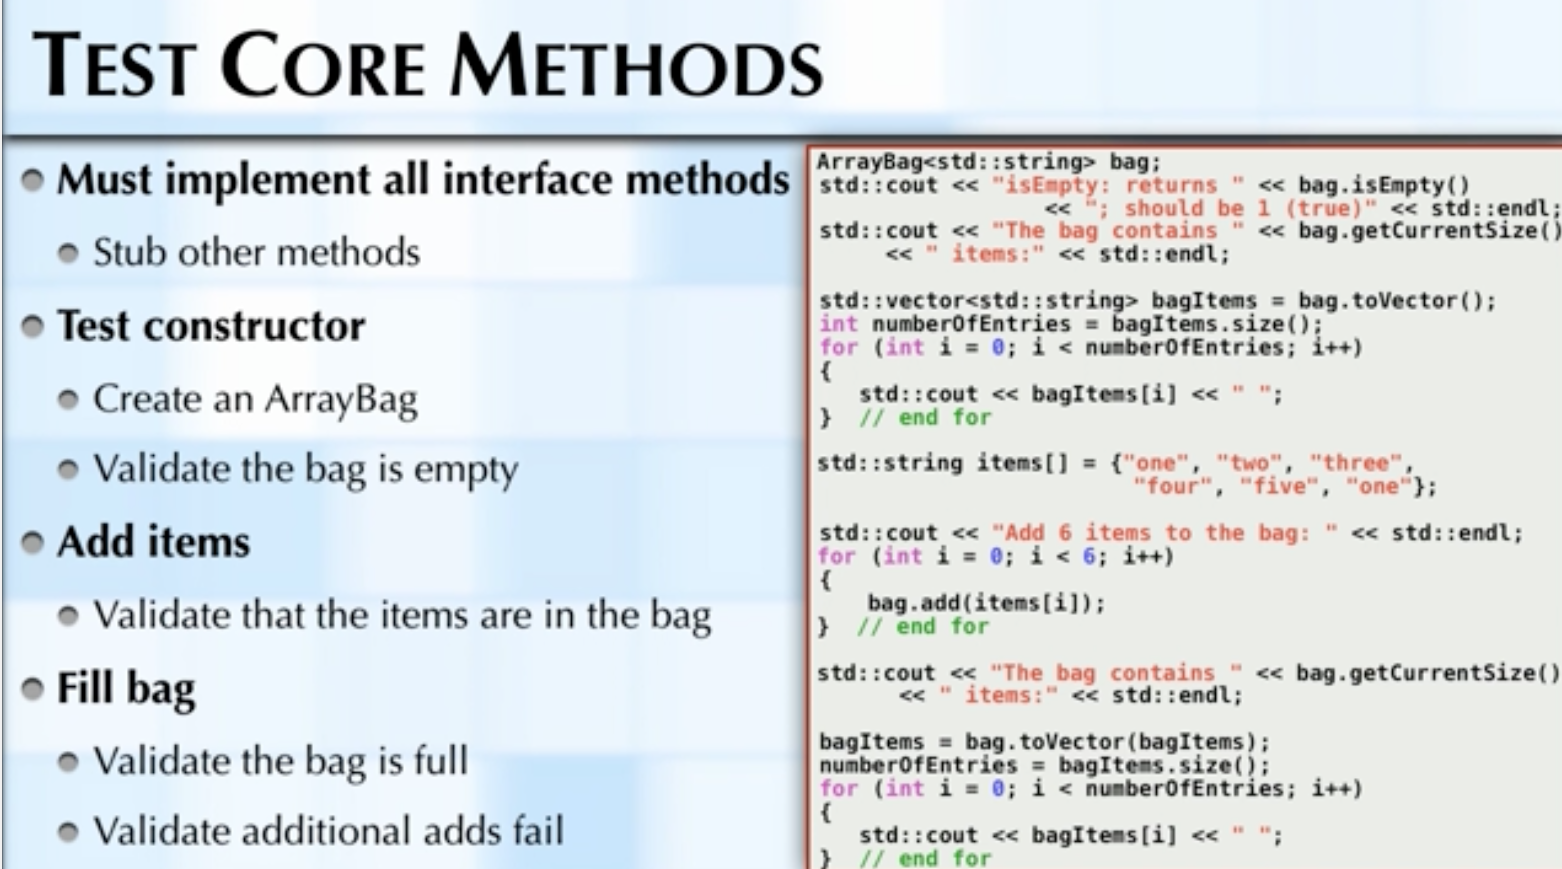 TEST CORE METHODS
Must implement all interface methods
Stub other methods
Test constructor
Create an ArrayBag
Validate the bag is empty
Add items
Validate that the items are in the bag
Fill bag
Validate the bag is full
Validate additional adds fail
ArrayBag<std::string> bag;
std::cout << "isEmpty: returns " << bag.isEmpty()
<< "; should be 1 (true)" << std::endl;
std::cout << "The bag contains " << bag.getCurrentSize()
<< " items:" << std::endl;
std::vector<std::string> bagItems = bag.toVector();
int numberOfEntries = bagItems.size();
for (int i = 0; i < numberOfEntries; i++)
{
std::cout << bagItems[i] << " ";
} // end for
std::string items[] = {"one", "two", "three",
"four", "five", "one"};
std::cout << "Add 6 items to the bag: " << std::endl;
for (int i = 0; i < 6; i++)
{
bag.add(items[i]);
} // end for
std::cout << "The bag contains " << bag.getCurrentSize()
<< " items:" << std::endl;
bagItems = bag.toVector(bagItems);
numberOfEntries = bagItems.size();
for (int i = 0; i < numberOfEntries; i++)
{
std::cout << bagItems[i] << " ";
} // end for